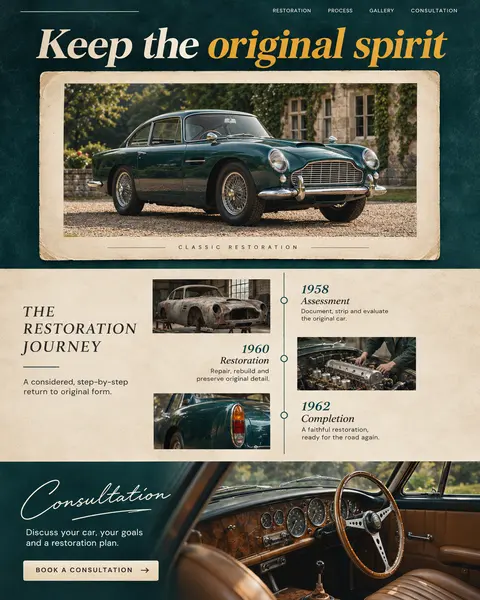 RESTORATION PROCESS GALLERY CONSULTATION
Keep the original spirit
CLASSIC RESTORATION
THE
RESTORATION
JOURNEY
A considered, step-by-step
return to original form.
1958
Assessment
Document, strip and evaluate
the original car.
1960
Restoration
Repair, rebuild and
preserve original detail.
1962
Completion
A faithful restoration,
ready for the road again.
Consultation
Discuss your car, your goals
and a restoration plan.
BOOK A CONSULTATION →